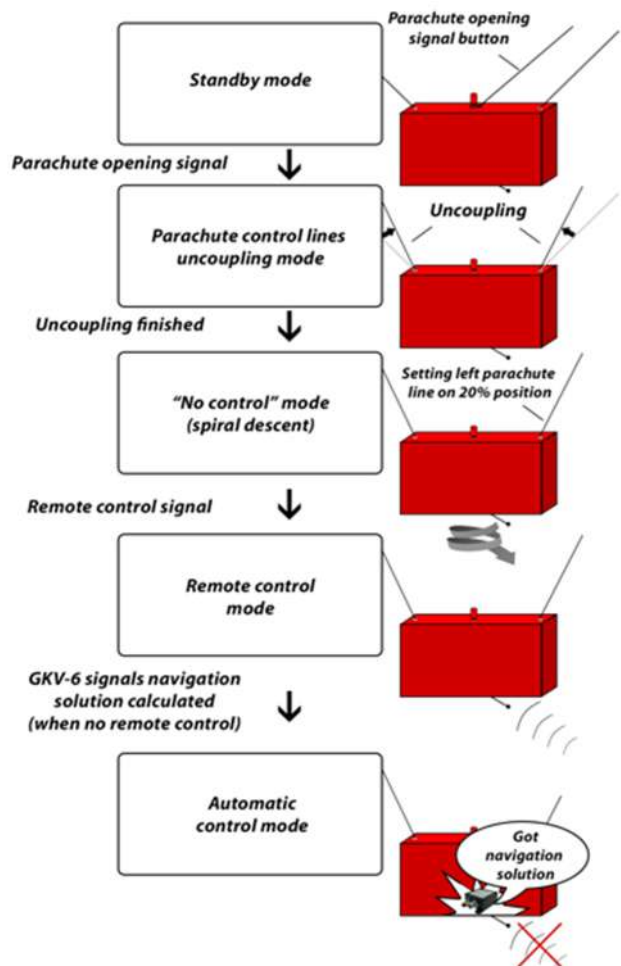 Parachute opening
signal button
Standby mode
Parachute opening signal
Uncoupling
Parachute control lines
uncoupling mode
Uncoupling finished
Setting left parachute
line on 20% position
“No control” mode
(spiral descent)
Remote control signal
Remote control
mode
GKV-6 signals navigation
solution calculated
(when no remote control)
Automatic
control mode
Got
navigation
solution